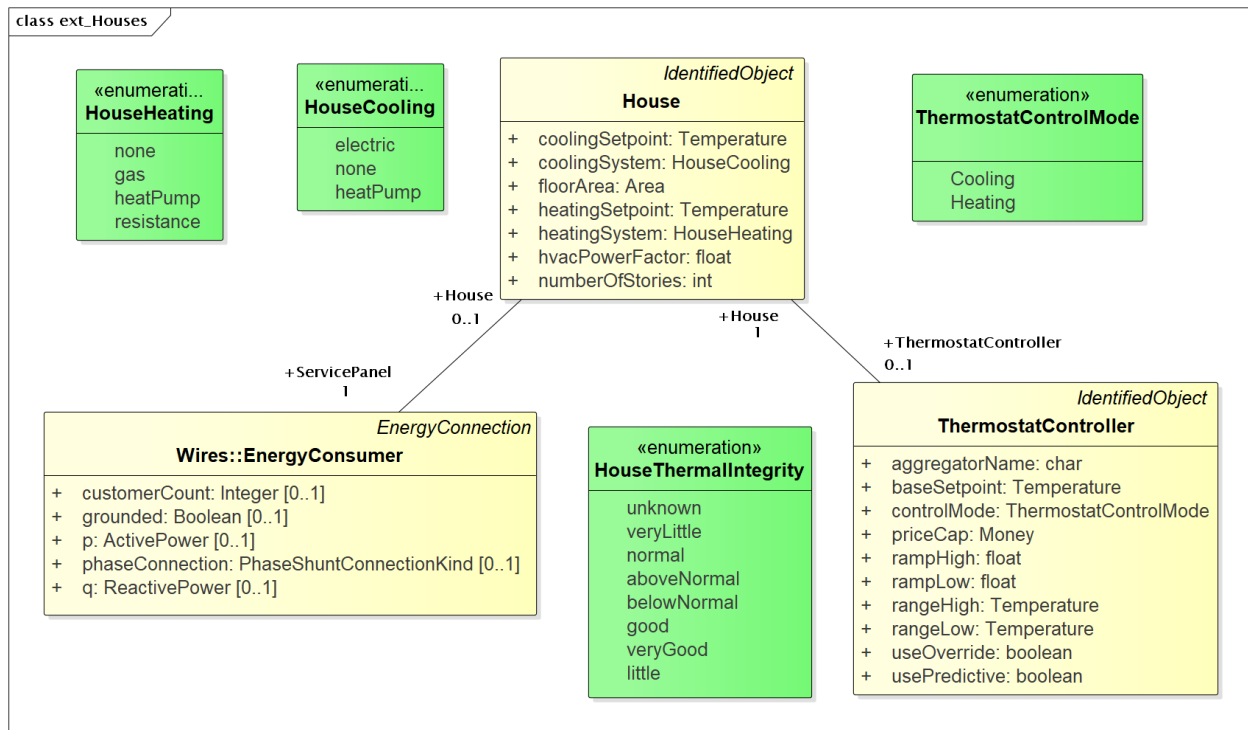 class ext_Houses
«enumerati...
HouseHeating
none
gas
heatPump
resistance
«enumerati...
HouseCooling
electric
none
heatPump
IdentifiedObject
House
+ coolingSetpoint: Temperature
+ coolingSystem: HouseCooling
+ floorArea: Area
+ heatingSetpoint: Temperature
+ heatingSystem: HouseHeating
+ hvacPowerFactor: float
+ numberOfStories: int
«enumeration»
ThermostatControlMode
Cooling
Heating
+House
0..1
+House
1
+ServicePanel
1
+ThermostatController
0..1
EnergyConnection
Wires::EnergyConsumer
+ customerCount: Integer [0..1]
+ grounded: Boolean [0..1]
+ p: ActivePower [0..1]
+ phaseConnection: PhaseShuntConnectionKind [0..1]
+ q: ReactivePower [0..1]
«enumeration»
HouseThermalIntegrity
unknown
veryLittle
normal
aboveNormal
belowNormal
good
veryGood
little
IdentifiedObject
ThermostatController
+ aggregatorName: char
+ baseSetpoint: Temperature
+ controlMode: ThermostatControlMode
+ priceCap: Money
+ rampHigh: float
+ rampLow: float
+ rangeHigh: Temperature
+ rangeLow: Temperature
+ useOverride: boolean
+ usePredictive: boolean